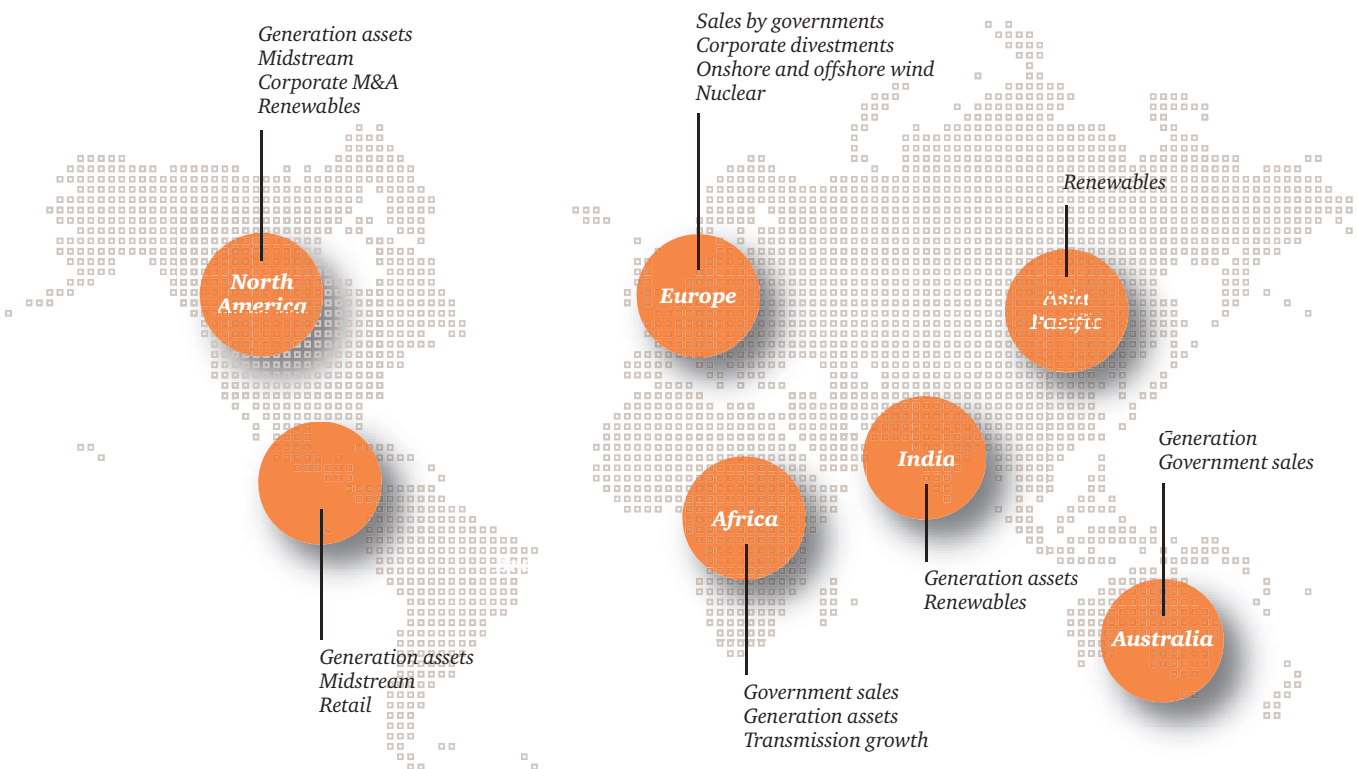 Generation assets
Midstream
Corporate M&A
Renewables
North
America
Sales by governments
Corporate divestments
Onshore and offshore wind
Nuclear
Europe
Renewables
Asia
Pacific
India
Generation assets
Renewables
Generation
Government sales
Australia
Africa
Government sales
Generation assets
Transmission growth
Generation assets
Midstream
Retail